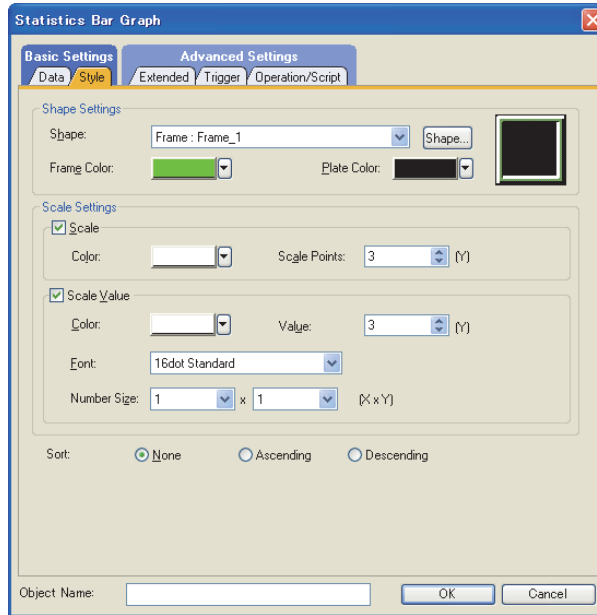 Statistics Bar Graph
Basic Settings Advanced Settings
Data Style Extended Trigger Operation/Script
Shape Settings
Shape: Frame : Frame_1 Shape...
Frame Color: Plate Color:
Scale Settings
Scale
Color: Scale Points: 3 (Y)
Scale Value
Color: Value: 3 (Y)
Font: 16dot Standard
Number Size: 1 x 1 (X x Y)
Sort: None Ascending Descending
Object Name: OK Cancel